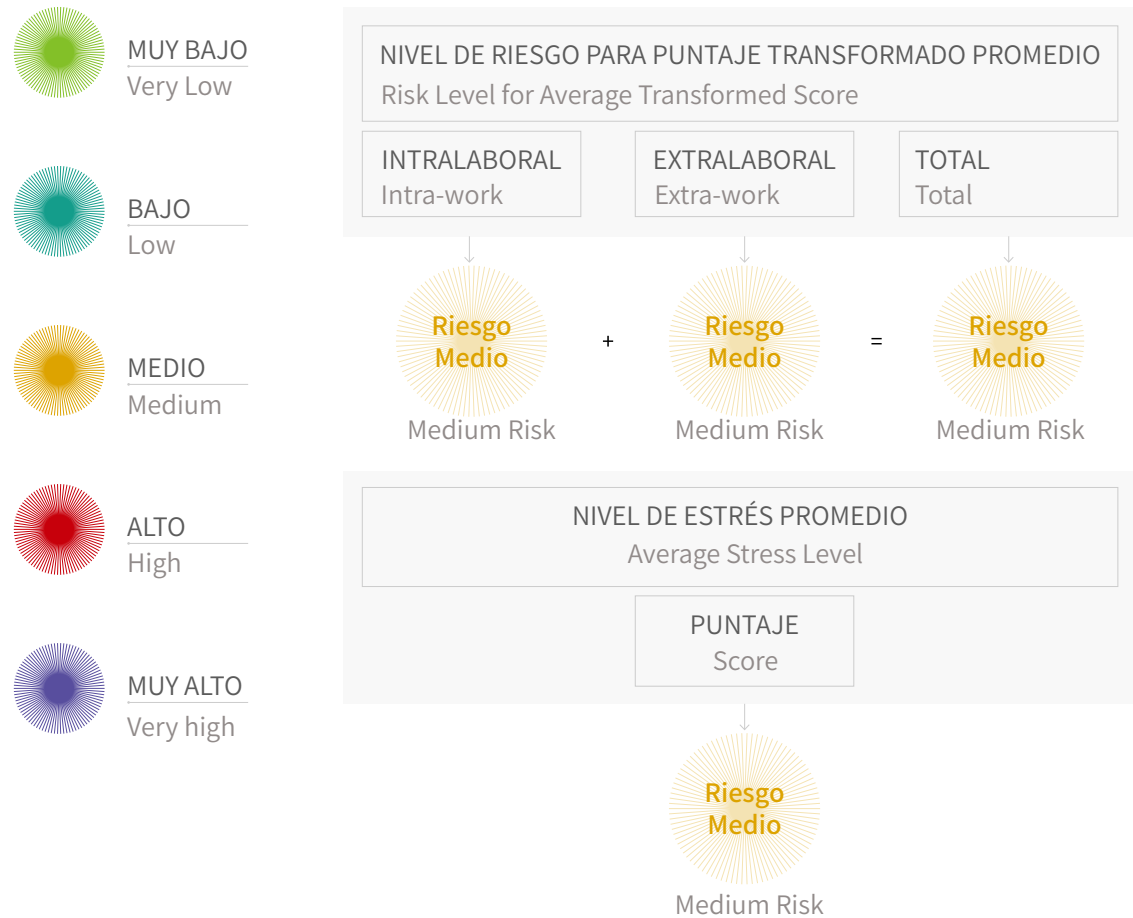 MUY BAJO
Very Low
BAJO
Low
MEDIO
Medium
ALTO
High
MUY ALTO
Very high
NIVEL DE RIESGO PARA PUNTAJE TRANSFORMADO PROMEDIO
Risk Level for Average Transformed Score
INTRALABORAL
Intra-work
EXTRALABORAL
Extra-work
TOTAL
Total
Riesgo
Medio
Medium Risk
+
Riesgo
Medio
Medium Risk
=
Riesgo
Medio
Medium Risk
NIVEL DE ESTRÉS PROMEDIO
Average Stress Level
PUNTAJE
Score
Riesgo
Medio
Medium Risk